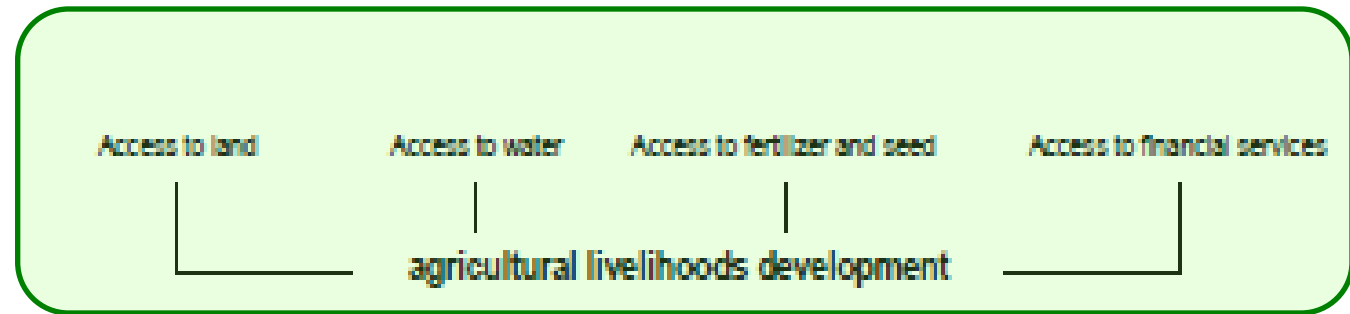 Access to land Access to water Access to fertilizer and seed Access to financial services
agricultural livelihoods development